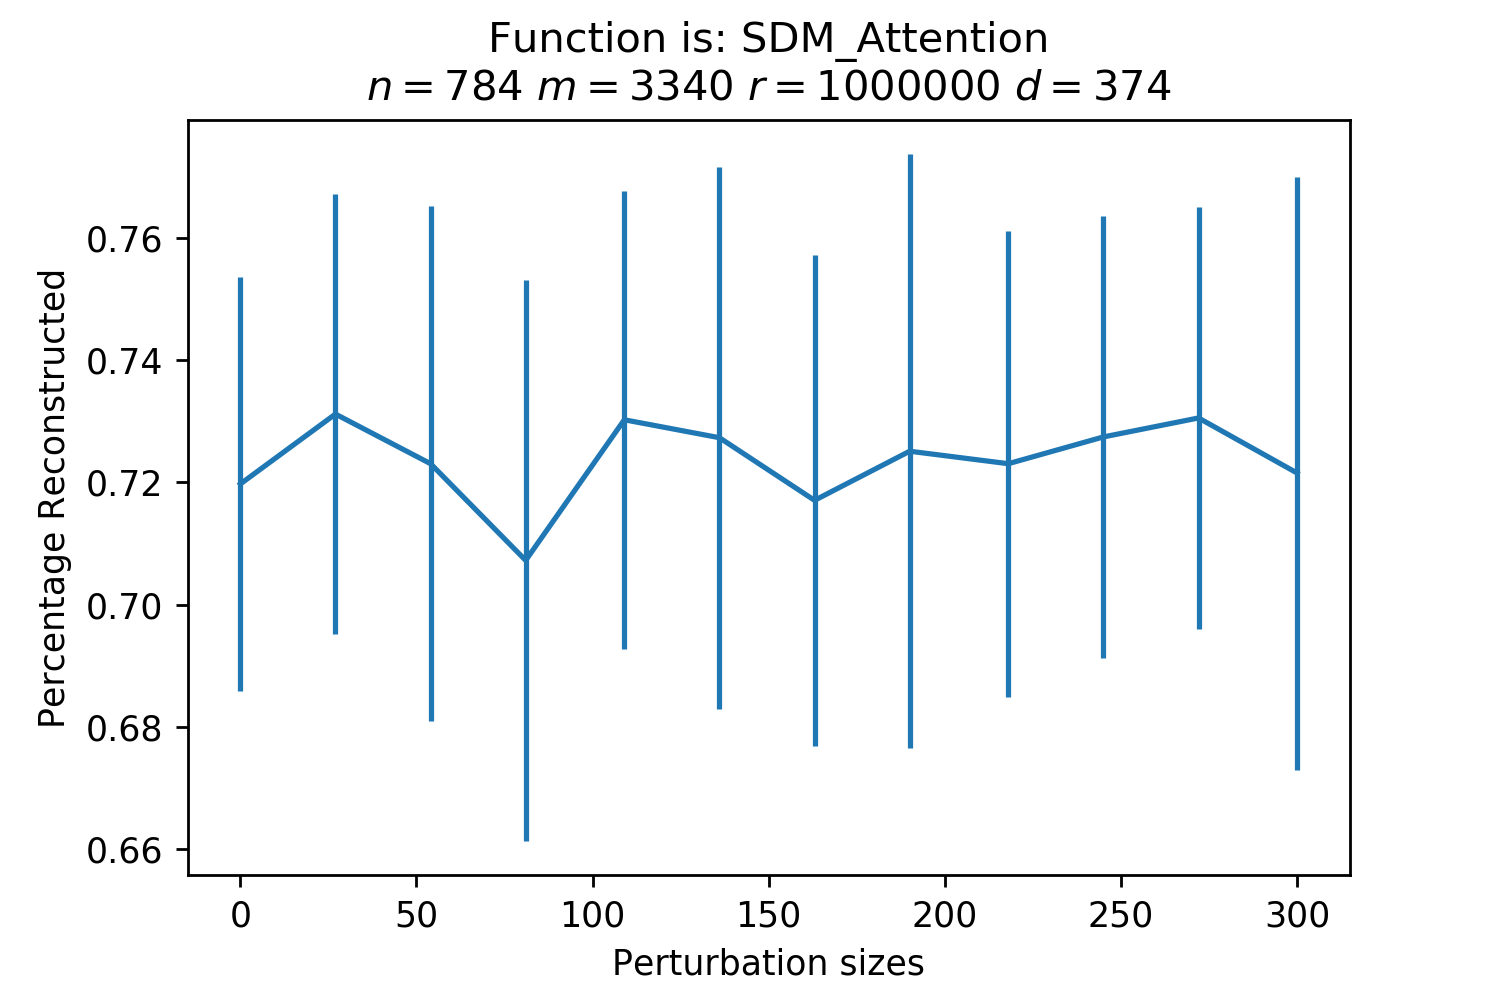 Function is: SDM_Attention
n = 784 m = 3340 r = 1000000 d = 374
Percentage Reconstructed
0.76
0.74
0.72
0.70
0.68
0.66
0 50 100 150 200 250 300
Perturbation sizes